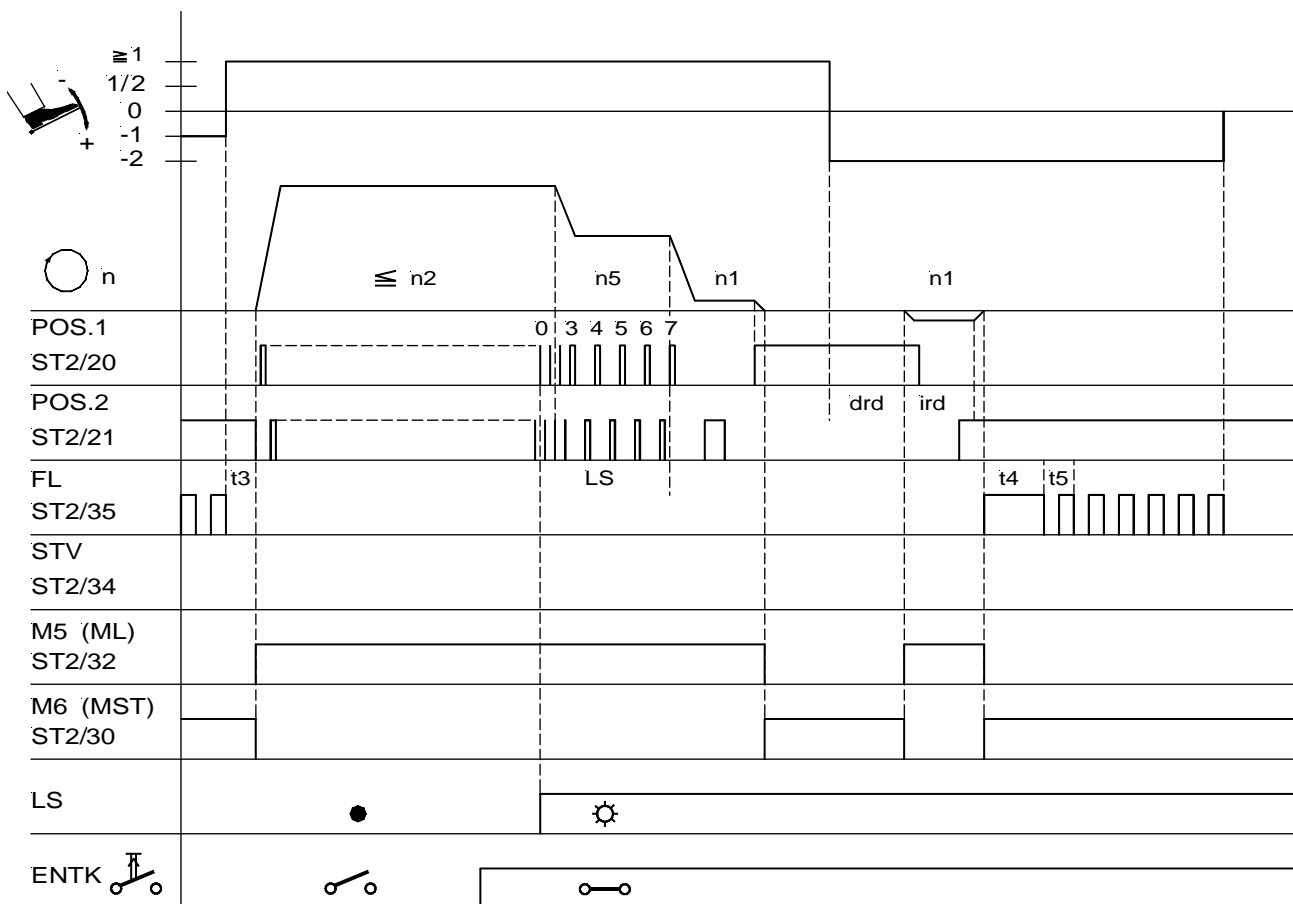 ≧1
1/2
0
-1
-2
-
+
n
≦ n2
n5
n1
n1
POS.1
ST2/20
0 3 4 5 6 7
POS.2
ST2/21
drd
ird
FL
ST2/35
t3
LS
t4
t5
STV
ST2/34
M5 (ML)
ST2/32
M6 (MST)
ST2/30
LS
ENTK